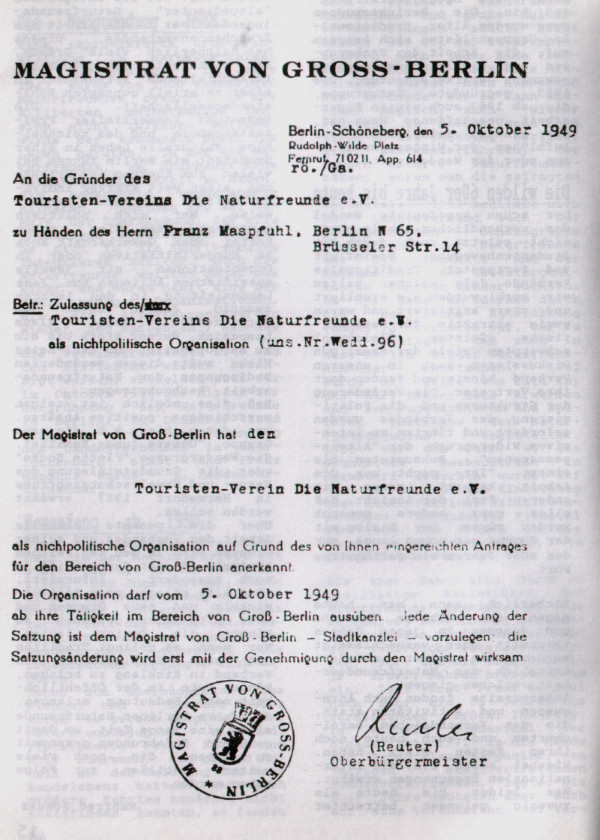 MAGISTRAT VON GROSS-BERLIN
Berlin-Schöneberg, den 5. Oktober 1949
Rudolph-Wilde Platz
Fernruf, 71 02 11, App. 614
rö./Ga.
An die Gründer des
Touristen-Vereins Die Naturfreunde e.V.
zu Händen des Herrn Franz Maspfuhl, Berlin N 65,
Brüsseler Str.14
Betr.: Zulassung des/
Touristen-Vereins Die Naturfreunde e.V.
als nichtpolitische Organisation (uns.Nr.Wedd.96)
Der Magistrat von Groß-Berlin hat den
Touristen-Verein Die Naturfreunde e.V.
als nichtpolitische Organisation auf Grund des von Ihnen eingereichten Antrages
für den Bereich von Groß-Berlin anerkannt.
Die Organisation darf vom 5. Oktober 1949
ab ihre Tätigkeit im Bereich von Groß-Berlin ausüben. Jede Änderung der
Satzung ist dem Magistrat von Groß-Berlin – Stadtkanzlei – vorzulegen; die
Satzungsänderung wird erst mit der Genehmigung durch den Magistrat wirksam
MAGISTRAT VON GROSS-BERLIN
88
Reuter
(Reuter)
Oberbürgermeister